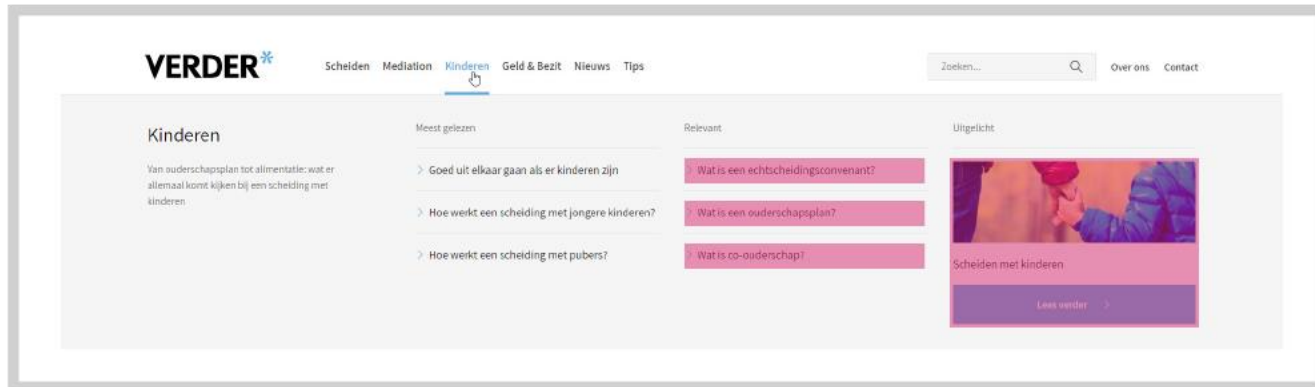 VERDER*
Scheiden Mediation Kinderen Geld & Bezit Nieuws Tips
Zoeken...
Over ons Contact
Kinderen
Van ouderschapsplan tot alimentatie: wat er
allemaal komt kijken bij een scheiding met
kinderen
Meest gelezen
Goed uit elkaar gaan als er kinderen zijn
Hoe werkt een scheiding met jongere kinderen?
Hoe werkt een scheiding met pubers?
Relevant
Wat is een echtscheidingsconvenant?
Wat is een ouderschapsplan?
Wat is co-ouderschap?
Uitgelicht
Scheiden met kinderen
Lees verder